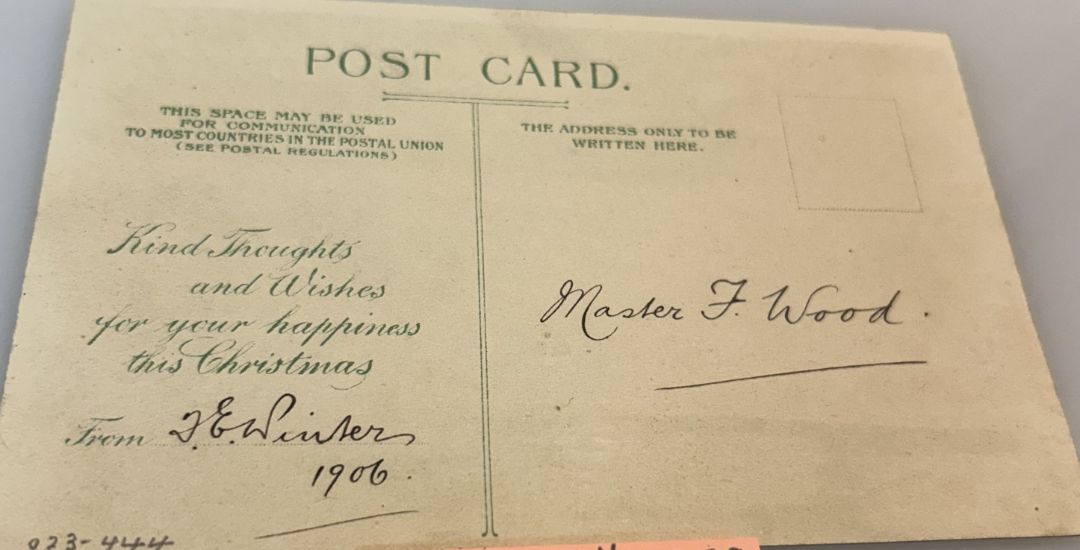 POST CARD.
THIS SPACE MAY BE USED
FOR COMMUNICATION
TO MOST COUNTRIES IN THE POSTAL UNION
(SEE POSTAL REGULATIONS)
THE ADDRESS ONLY TO BE
WRITTEN HERE.
Kind Thoughts
and Wishes
for your happiness
this Christmas
From F. E. Winter
1906.
Master F. Wood.
023-444